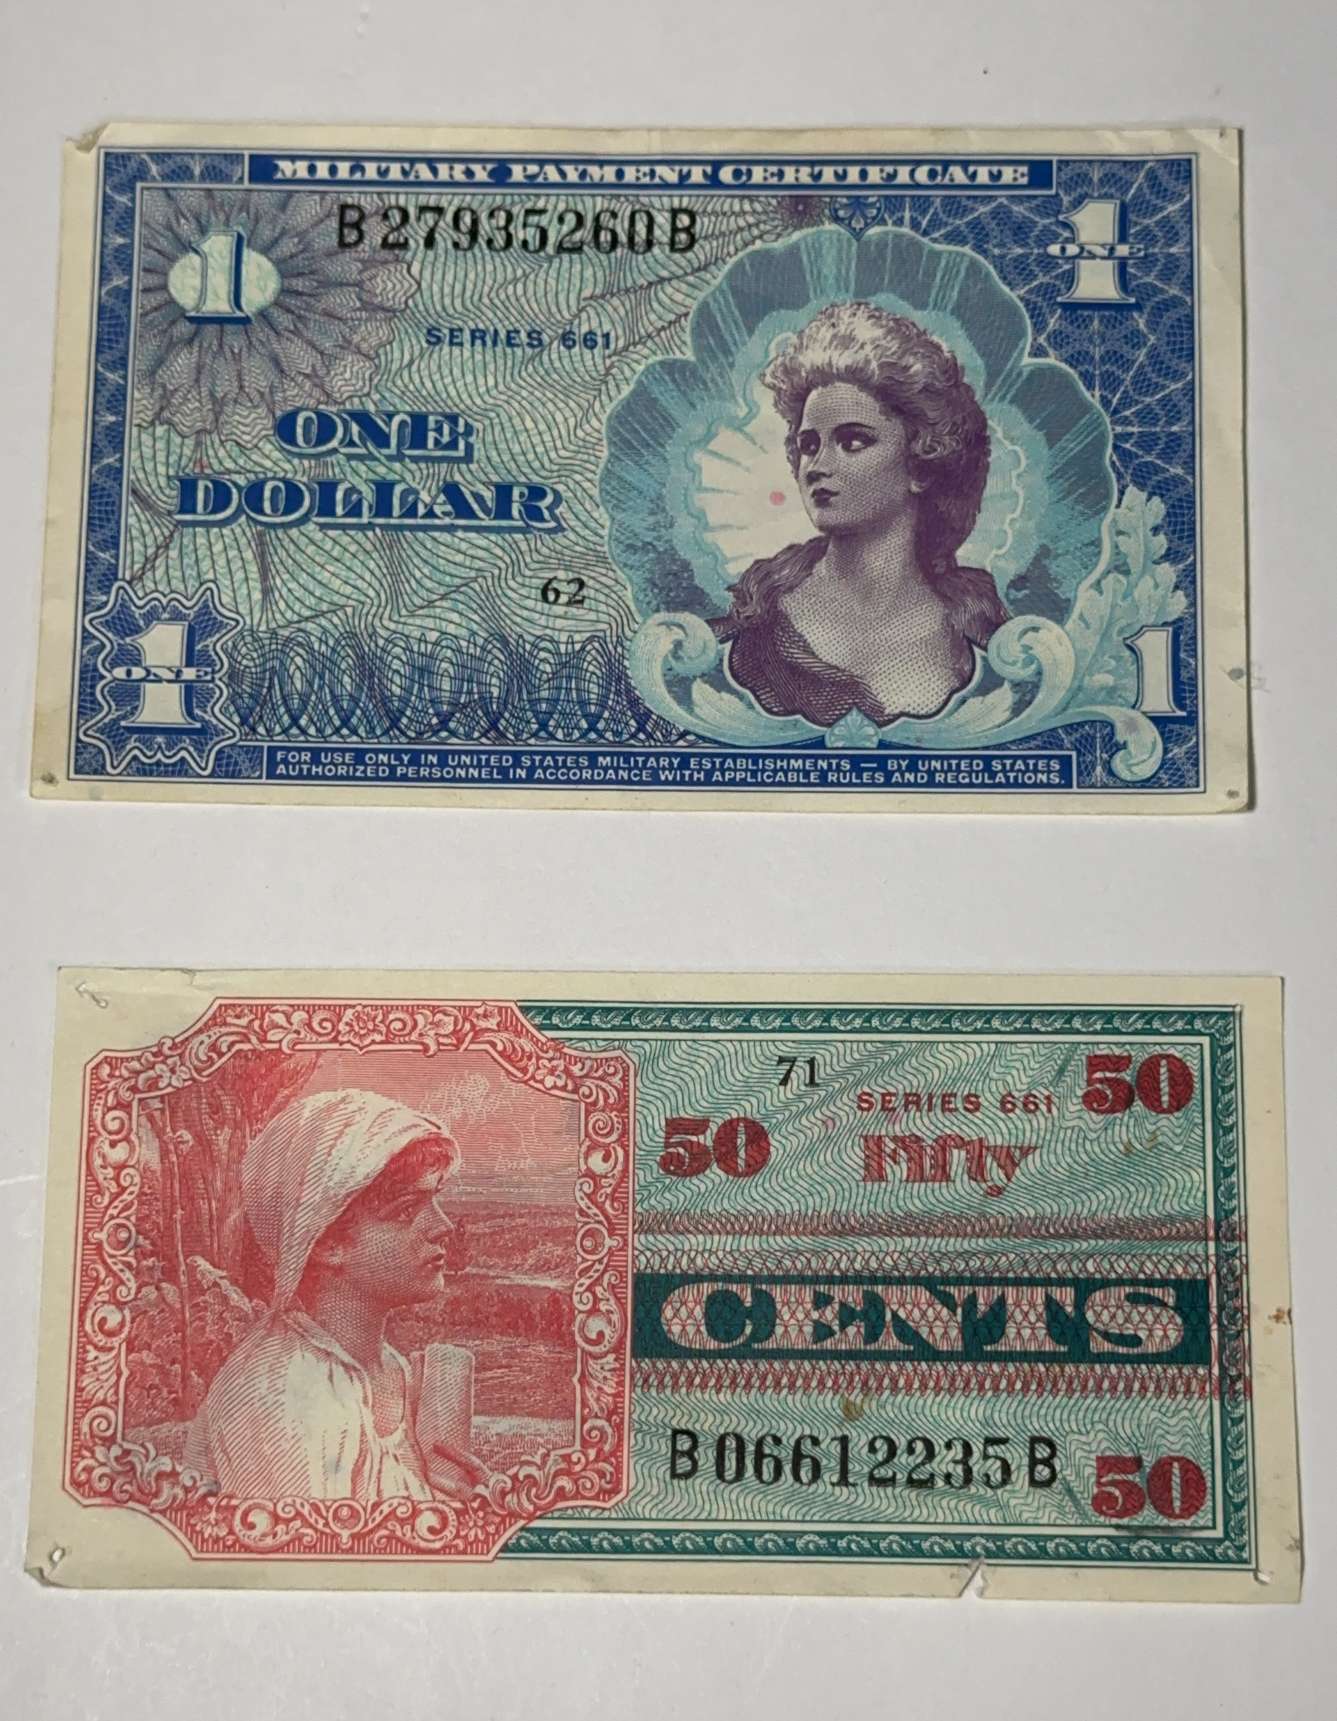 MILITARY PAYMENT CERTIFICATE
B27935260B
1
1
ONE
SERIES 661
ONE
DOLLAR
62
1
ONE
1
FOR USE ONLY IN UNITED STATES MILITARY ESTABLISHMENTS — BY UNITED STATES
AUTHORIZED PERSONNEL IN ACCORDANCE WITH APPLICABLE RULES AND REGULATIONS.
71
50
SERIES 661
50
Fifty
CENTS
B06612235B
50